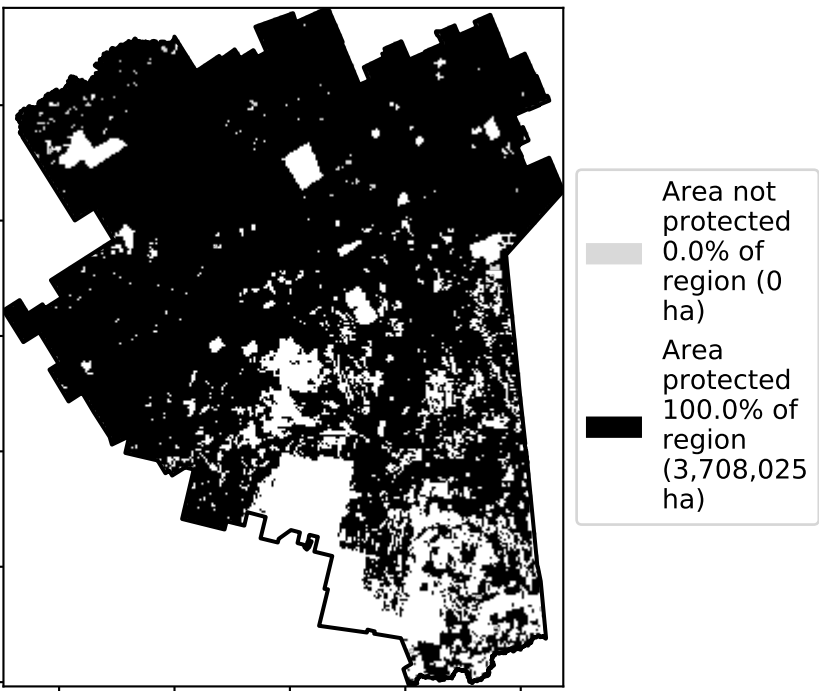 Area not
protected
0.0% of
region (0
ha)
Area
protected
100.0% of
region
(3,708,025
ha)